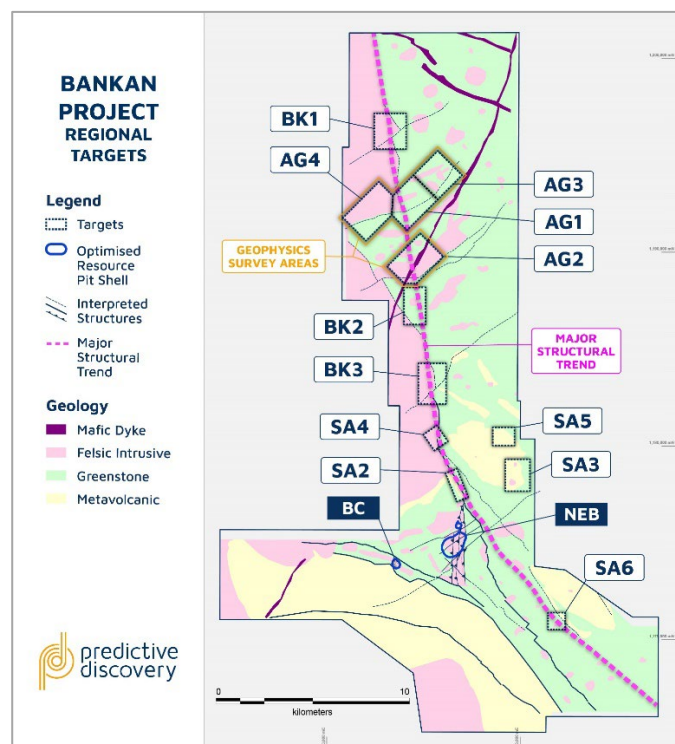 BANKAN
PROJECT
REGIONAL
TARGETS
Legend
Targets
Optimised
Resource
Pit Shell
Interpreted
Structures
Major
Structural
Trend
Geology
Mafic Dyke
Felsic Intrusive
Greenstone
Metavolcanic
predictive
discovery
BK1
AG4
AG3
AG1
GEOPHYSICS
SURVEY AREAS
AG2
BK2
MAJOR
STRUCTURAL
TREND
BK3
SA4
SA5
SA2
SA3
BC
NEB
SA6
0
10
kilometers